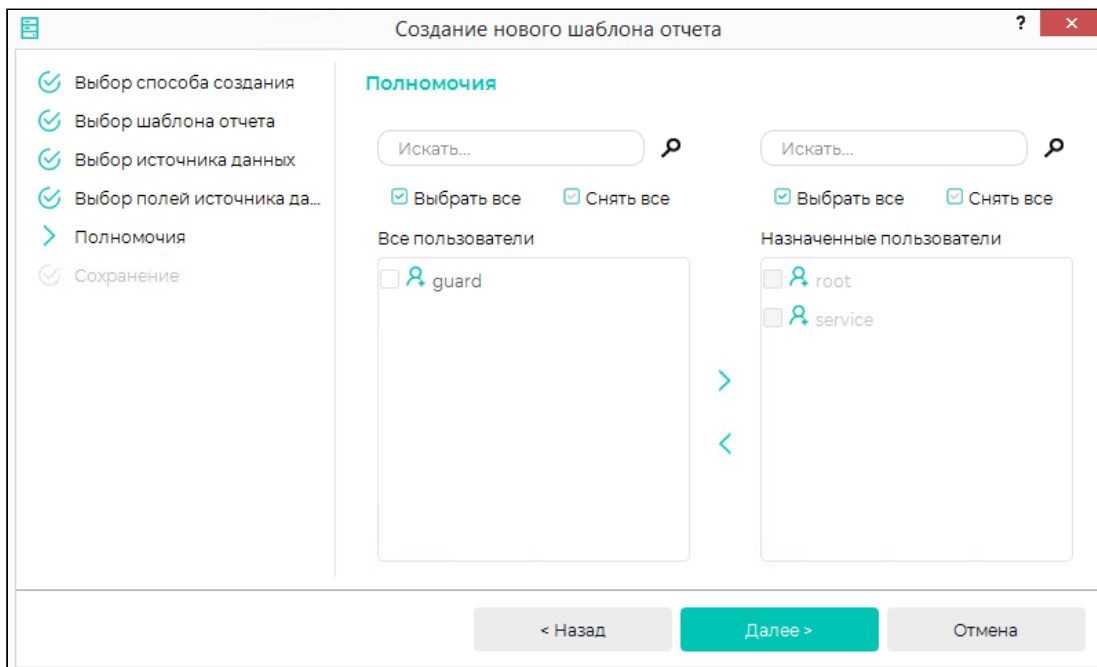 Создание нового шаблона отчета
?
Выбор способа создания
Выбор шаблона отчета
Выбор источника данных
Выбор полей источника да...
Полномочия
Сохранение
Полномочия
Искать...
Выбрать все
Снять все
Все пользователи
guard
Искать...
Выбрать все
Снять все
Назначенные пользователи
root
service
< Назад
Далее >
Отмена